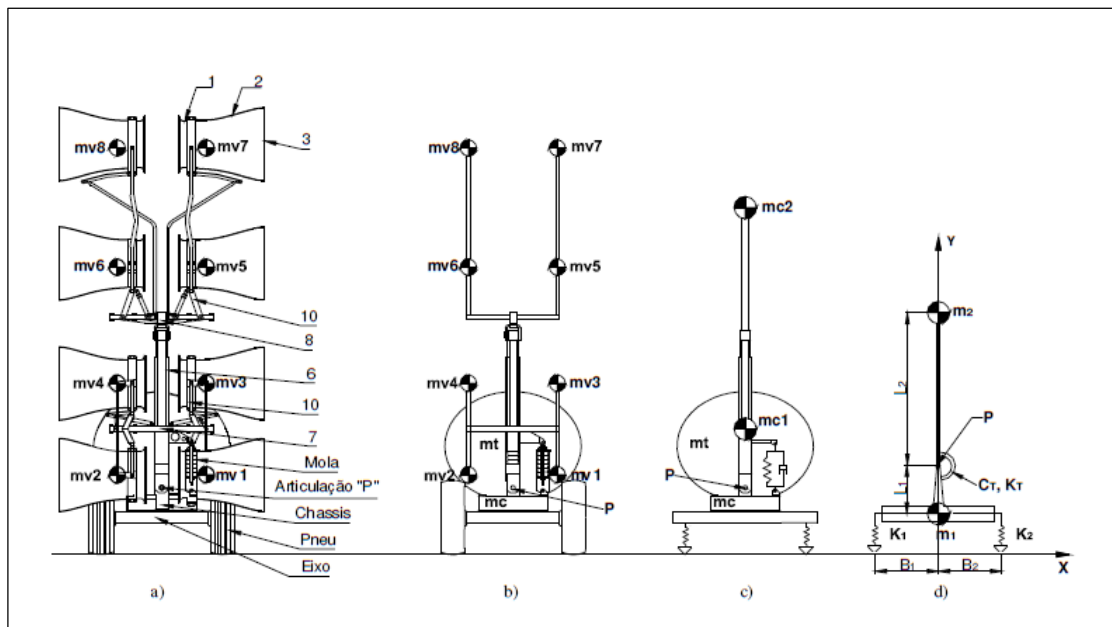 1
2
3
mv8
mv7
mv6
mv5
10
8
6
mv4
mv3
10
7
Mola
mv2
mv1
Articulação "P"
Chassis
Pneu
Eixo
a)
mv8
mv7
mv6
mv5
mv4
mv3
mt
mv2
mv 1
P
mc
b)
mc2
mc1
mt
P
mc
c)
Y
m2
L2
P
L1
CT, KT
K1
m1
K2
B1
B2
X
d)